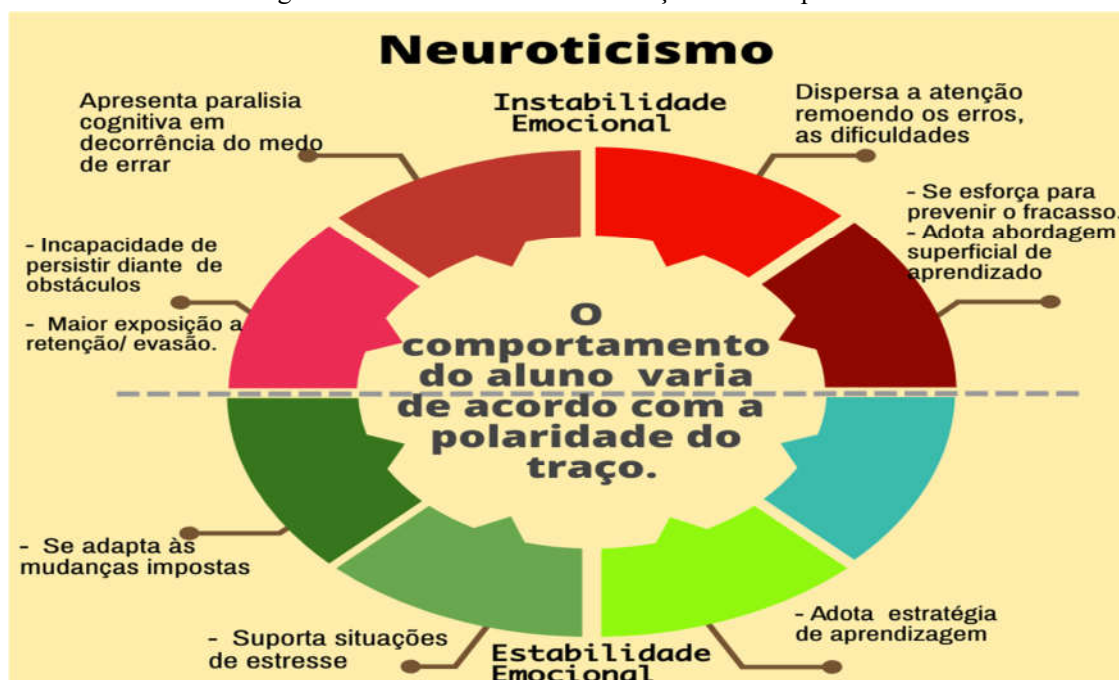 Neuroticismo
Instabilidade
Emocional
Apresenta paralisia
cognitiva em
decorrência do medo
de errar
Dispersa a atenção
remoendo os erros,
as dificuldades
- Se esforça para
prevenir o fracasso.
- Adota abordagem
superficial de
aprendizado
- Incapacidade de
persistir diante de
obstáculos
- Maior exposição a
retenção/ evasão.
O
comportamento
do aluno varia
de acordo com a
polaridade do
traço.
- Se adapta às
mudanças impostas
- Suporta situações
de estresse
- Adota estratégia
de aprendizagem
Estabilidade
Emocional